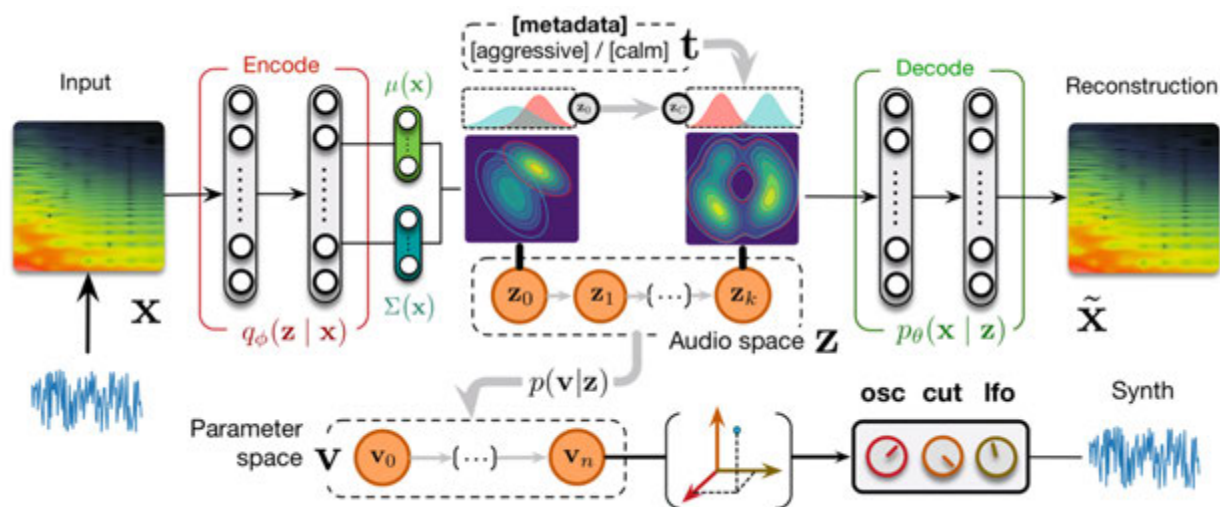 [metadata]
[aggressive] / [calm] t
Input
Encode
μ(x)
z₀
z_C
Decode
Reconstruction
x
Σ(x)
q_ϕ(z | x)
z₀ z₁ (···) z_k
Audio space z
p_θ(x | z)
x̃
p(v|z)
osc cut lfo
Synth
Parameter
space v
v₀ (···) v_n